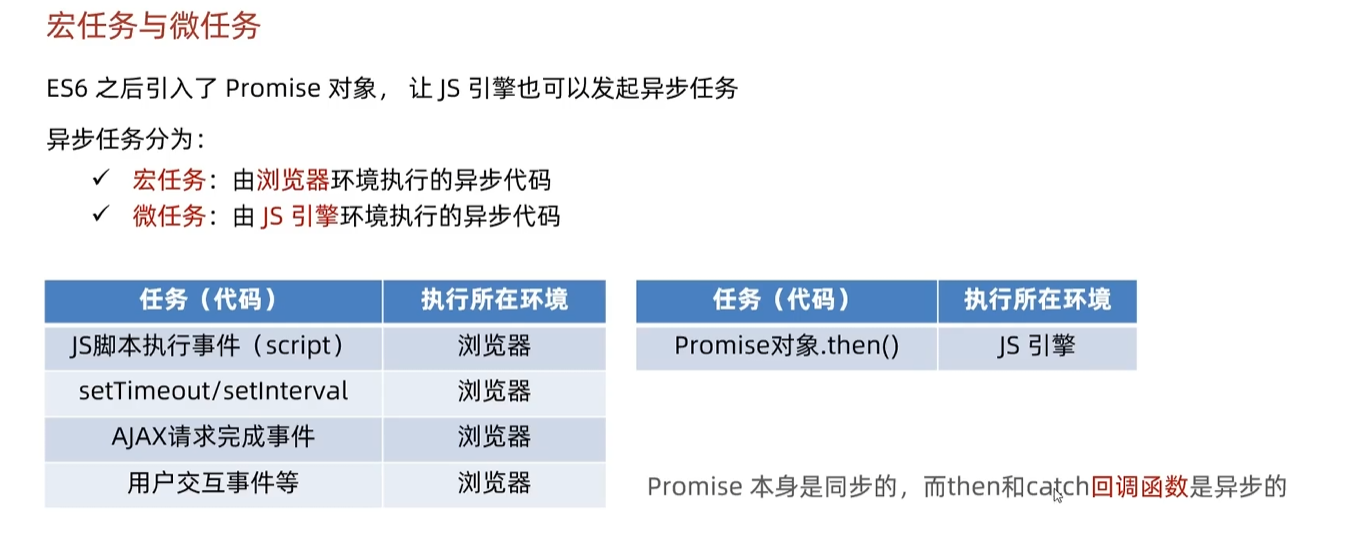 宏任务与微任务
ES6 之后引入了 Promise 对象， 让 JS 引擎也可以发起异步任务
异步任务分为：
✓ 宏任务：由浏览器环境执行的异步代码
✓ 微任务：由 JS 引擎环境执行的异步代码
任务（代码） 执行所在环境
JS脚本执行事件（script） 浏览器
setTimeout/setInterval 浏览器
AJAX请求完成事件 浏览器
用户交互事件等 浏览器
任务（代码） 执行所在环境
Promise对象.then() JS 引擎
Promise 本身是同步的，而then和catch回调函数是异步的